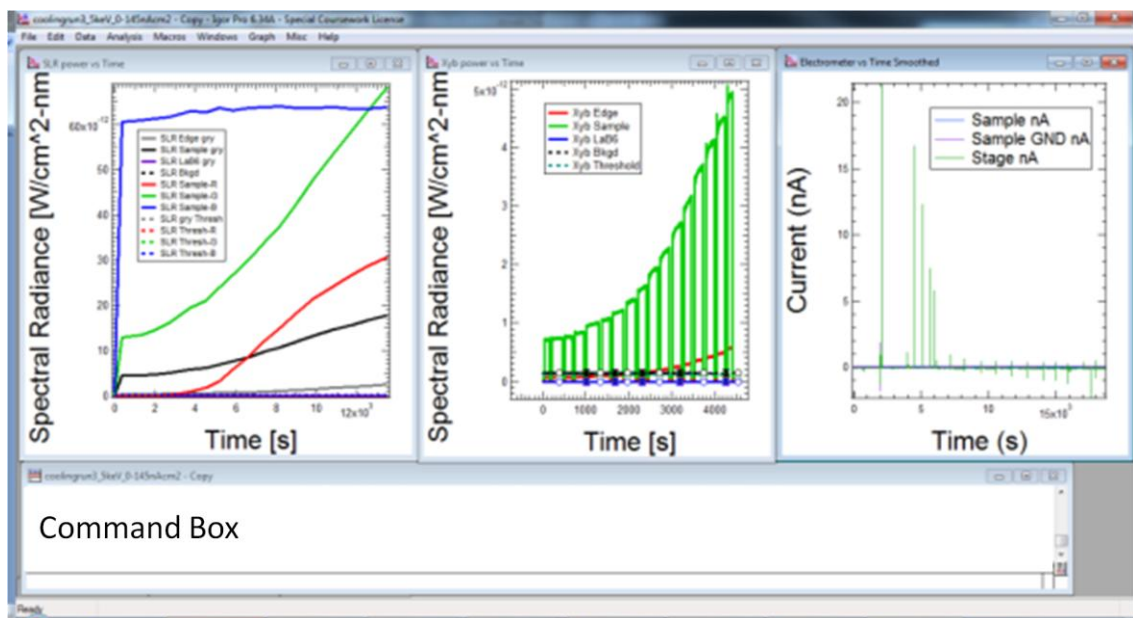 coolingrun3_5keV_0-145nAcm2 - Copy - Igor Pro 6.34A - Special Coursework License
File Edit Data Analysis Macros Windows Graph Misc Help
SLR power vs Time
Spectral Radiance [W/cm^2-nm
60x10-12
50
40
30
20
10
0
SLR Edge gry
SLR Sample gry
SLR LaB6 gry
SLR Bkgd
SLR Sample-R
SLR Sample-G
SLR Sample-B
SLR gry Thresh
SLR Thresh-R
SLR Thresh-G
SLR Thresh-B
0 2 4 6 8 10 12x10³
Time [s]
Xyb power vs Time
Spectral Radiance [W/cm^2-nm
5x10-12
4
3
2
1
0
Xyb Edge
Xyb Sample
Xyb LaB6
Xyb Bkgd
Xyb Threshold
0 1000 2000 3000 4000
Time [s]
Electrometer vs Time Smoothed
Current (nA)
20
15
10
5
0
Sample nA
Sample GND nA
Stage nA
0 5 10 15x10³
Time (s)
coolingrun3_5keV_0-145nAcm2 - Copy
Command Box
Ready